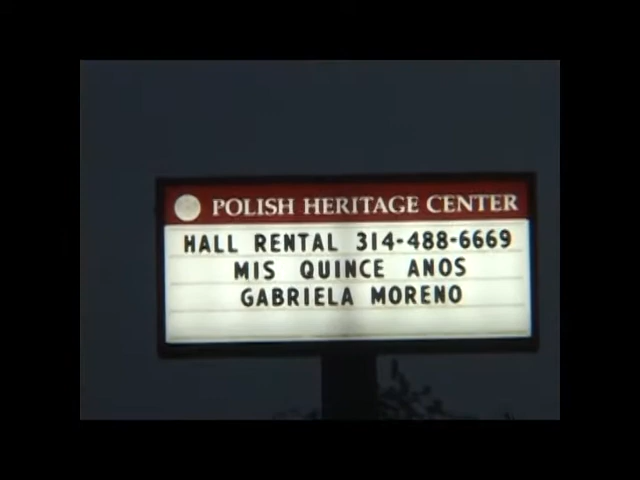 POLISH HERITAGE CENTER
HALL RENTAL 314-488-6669
MIS QUINCE ANOS
GABRIELA MORENO